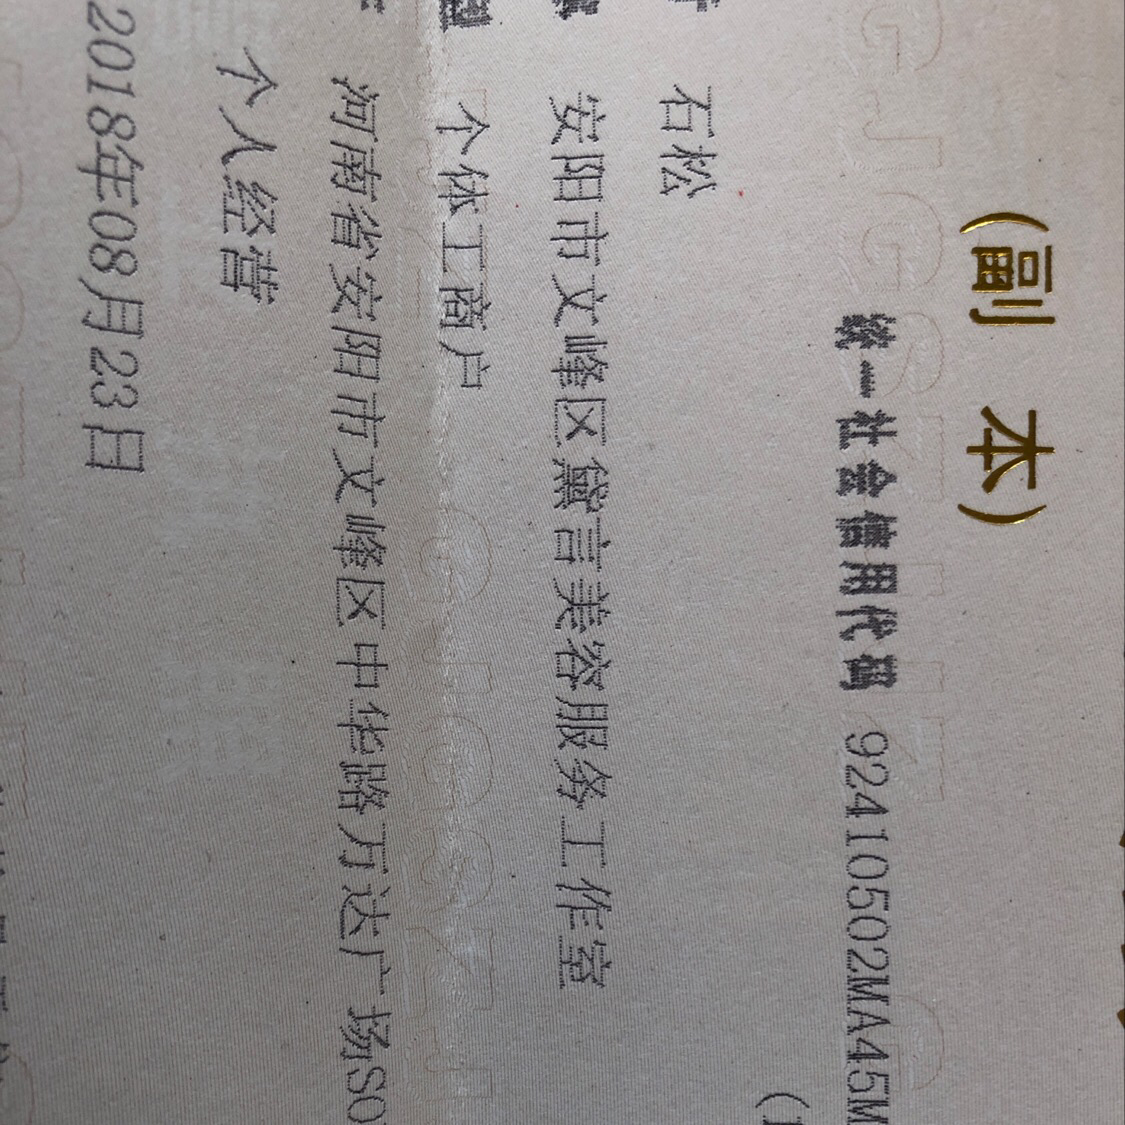 (副 本)
统一社会信用代码 92410502MA45M
石松
安阳市文峰区黛言美容服务工作室
个体工商户
河南省安阳市文峰区中华路万达广场SO
个人经营
2018年08月23日